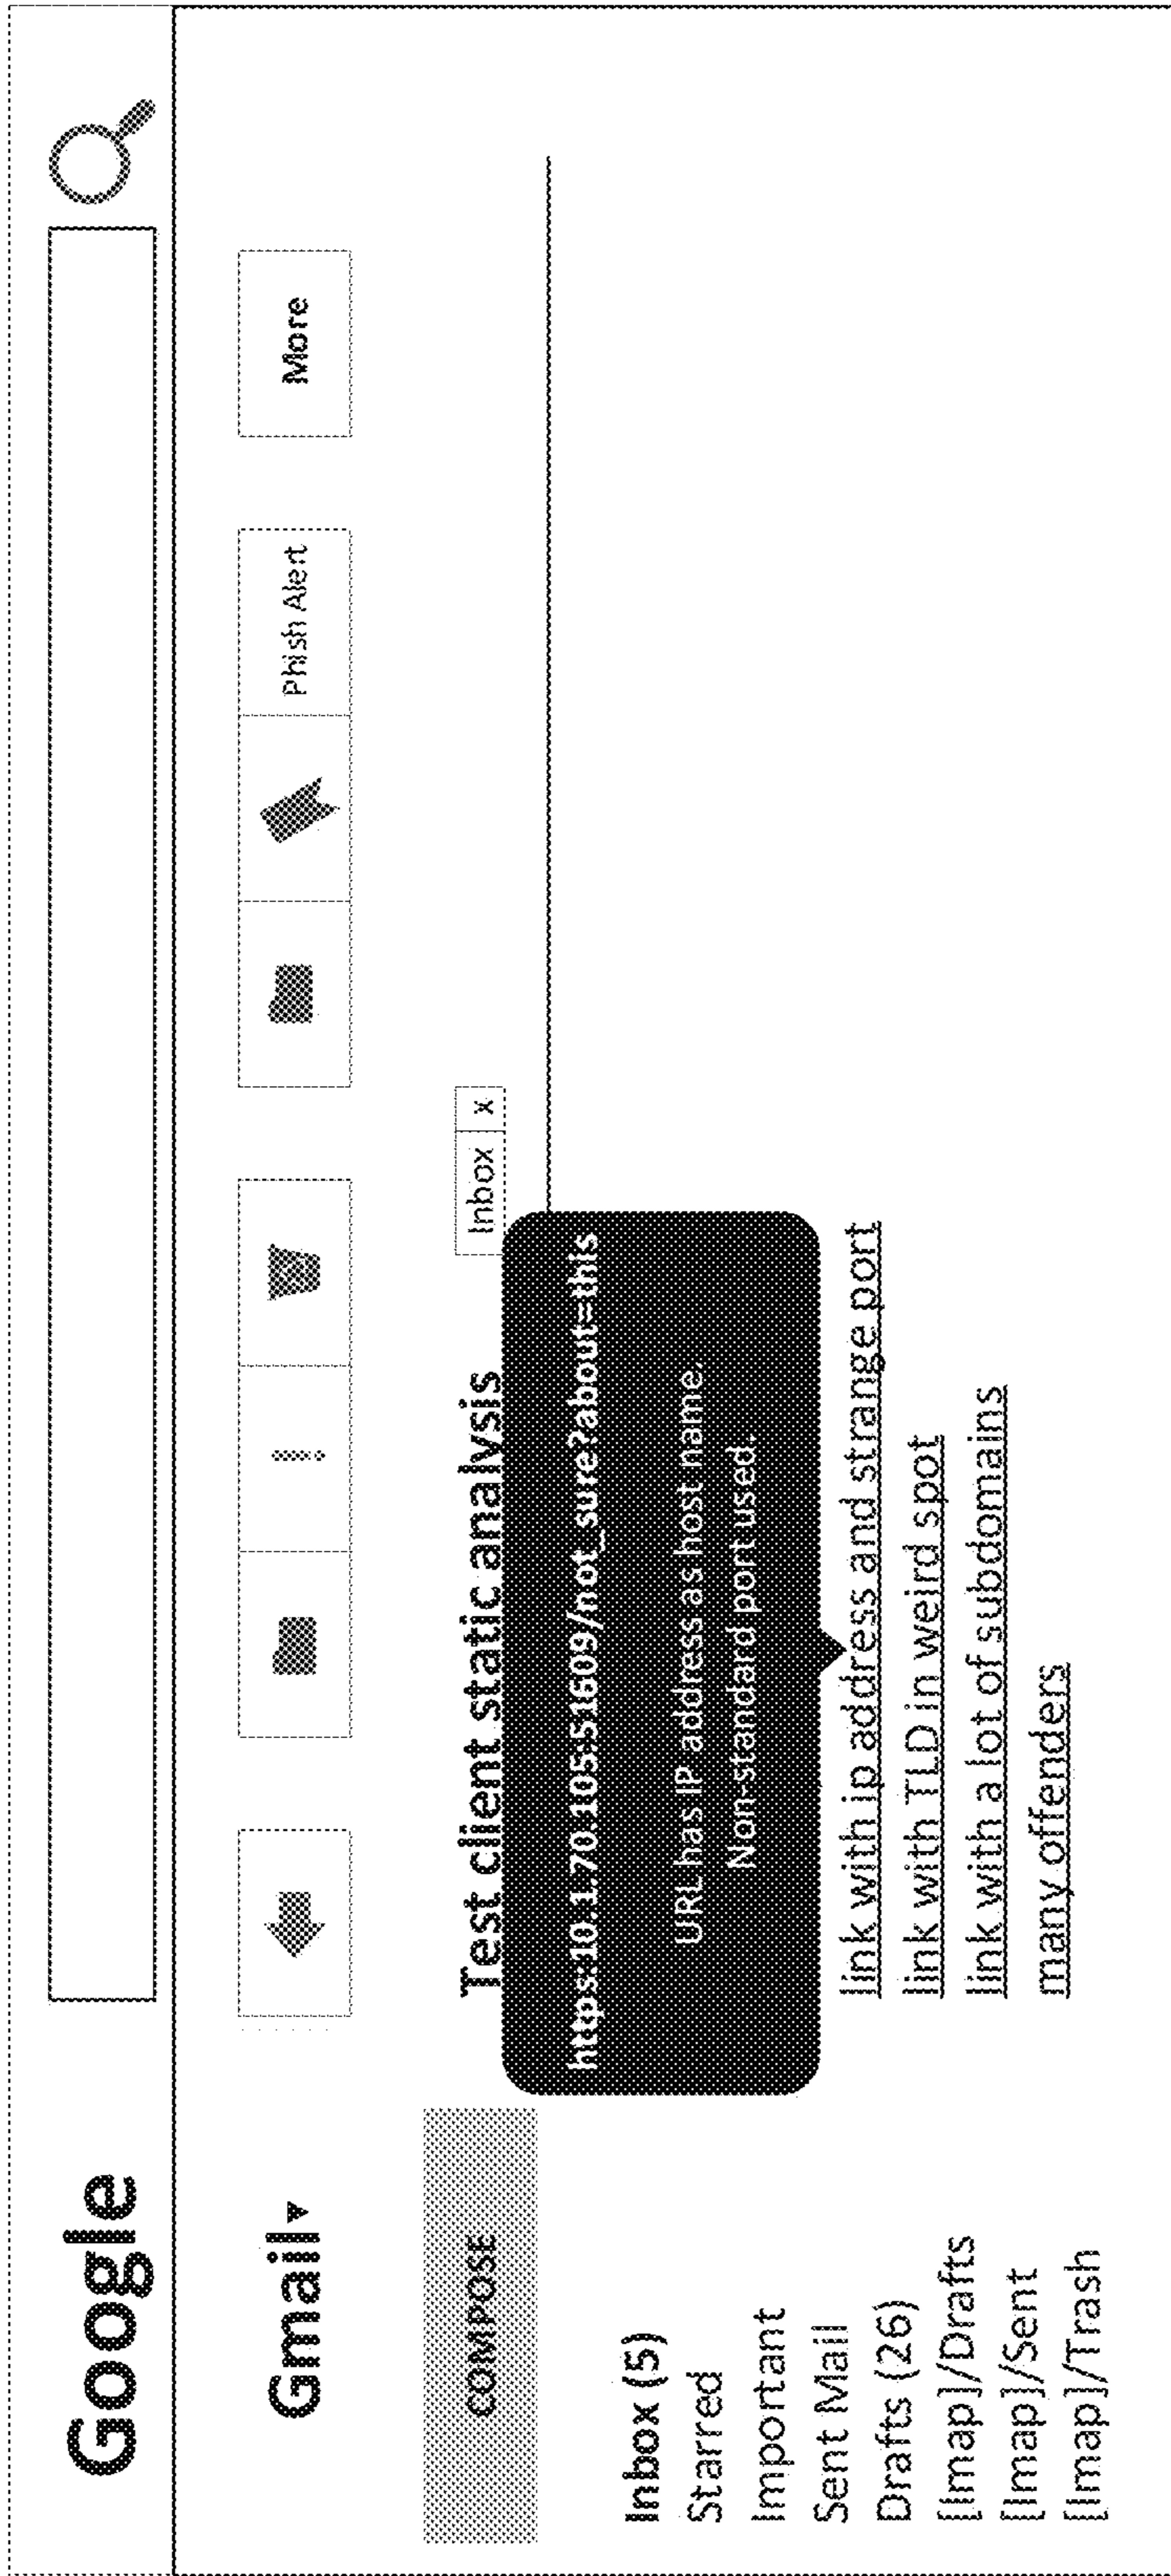 Google
Gmail
More
Phish Alert
COMPOSE
Test client static analysis
Inbox x
https:10.1.70.105:51609/not_sure?about=this
URL has IP address as host name.
Non-standard port used.
link with ip address and strange port
link with TLD in weird spot
link with a lot of subdomains
many offenders
Inbox (5)
Starred
Important
Sent Mail
Drafts (26)
[Imap]/Drafts
[Imap]/Sent
[Imap]/Trash